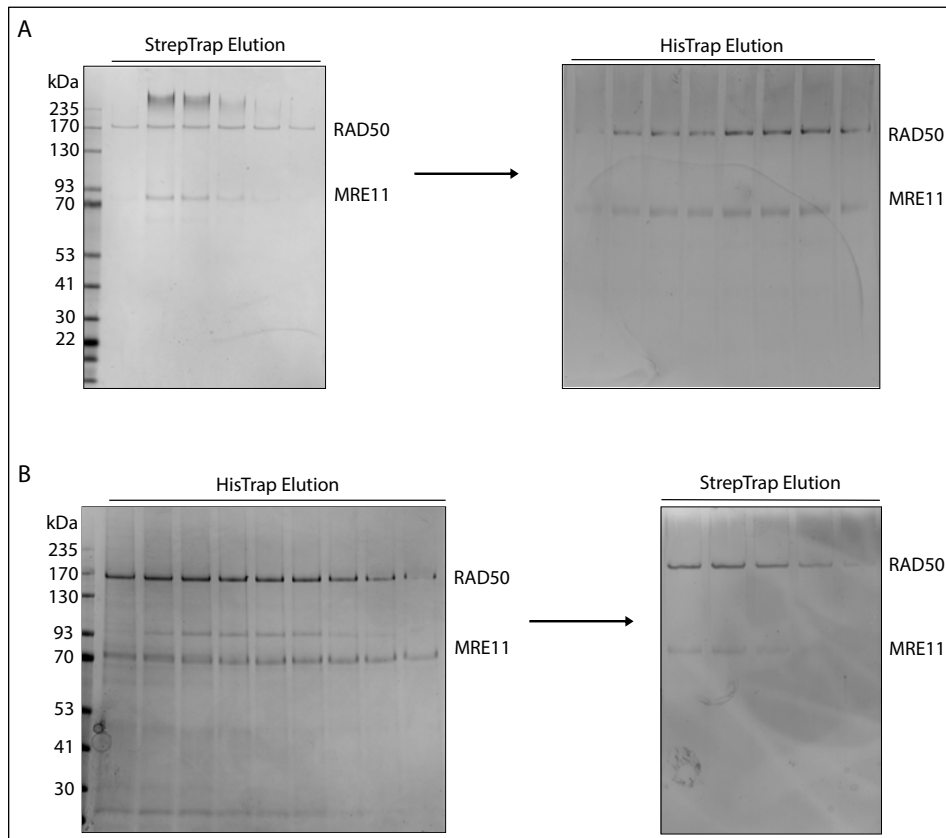 A
StrepTrap Elution
HisTrap Elution
kDa
235
170
130
93
70
53
41
30
22
RAD50
MRE11
RAD50
MRE11
B
HisTrap Elution
StrepTrap Elution
kDa
235
170
130
93
70
53
41
30
RAD50
MRE11
RAD50
MRE11